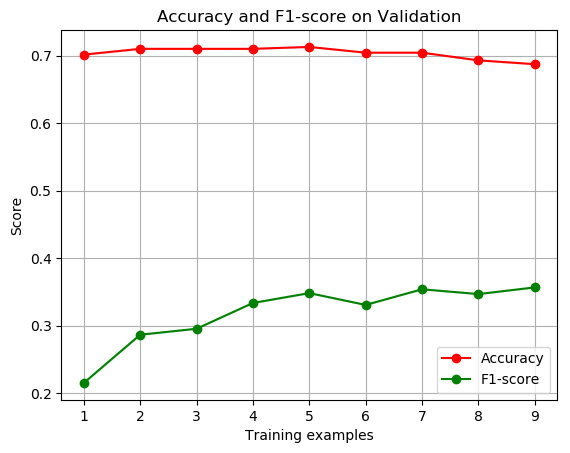 Accuracy and F1-score on Validation
0.7
0.6
0.5
0.4
0.3
0.2
Score
1 2 3 4 5 6 7 8 9
Training examples
Accuracy
F1-score